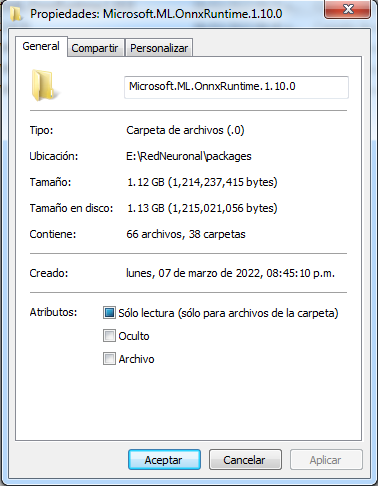 Propiedades: Microsoft.ML.OnnxRuntime.1.10.0
General Compartir Personalizar
Microsoft.ML.OnnxRuntime.1.10.0
Tipo: Carpeta de archivos (.0)
Ubicación: E:\RedNeuronal\packages
Tamaño: 1.12 GB (1,214,237,415 bytes)
Tamaño en disco: 1.13 GB (1,215,021,056 bytes)
Contiene: 66 archivos, 38 carpetas
Creado: lunes, 07 de marzo de 2022, 08:45:10 p.m.
Atributos: Sólo lectura (sólo para archivos de la carpeta)
Oculto
Archivo
Aceptar Cancelar Aplicar